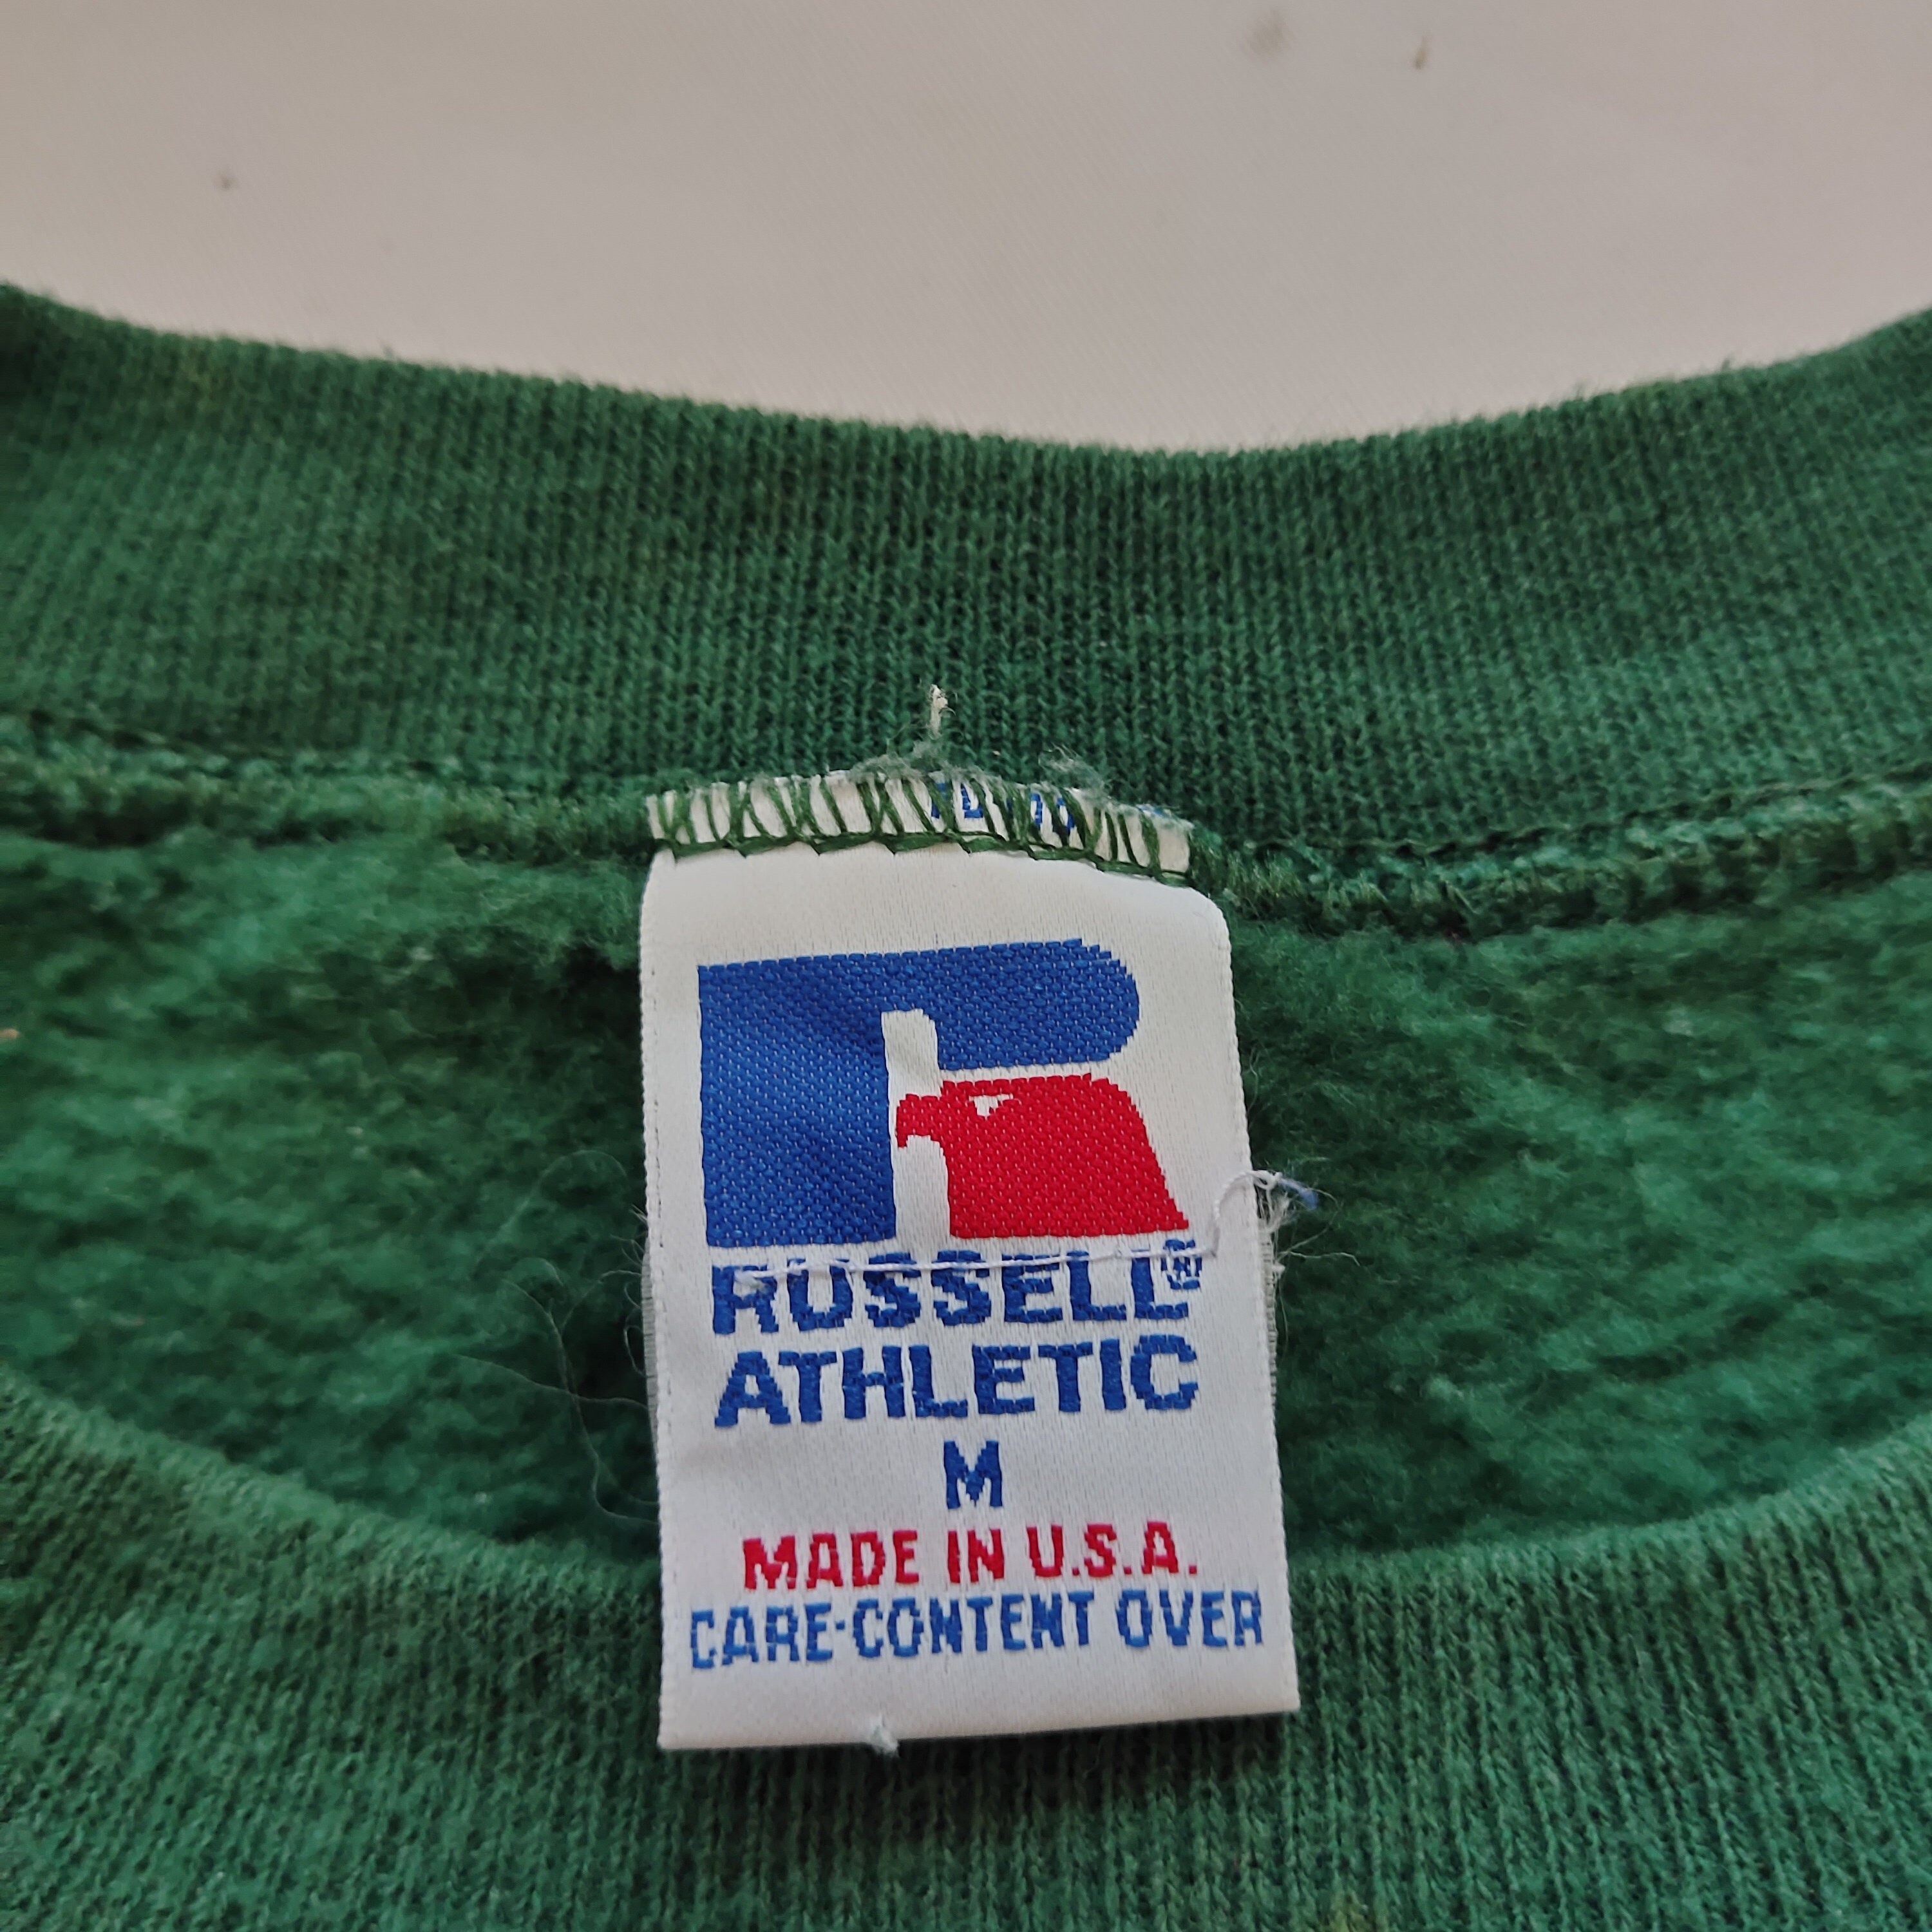 RUSSELL®
ATHLETIC
M
MADE IN U.S.A.
CARE-CONTENT OVER